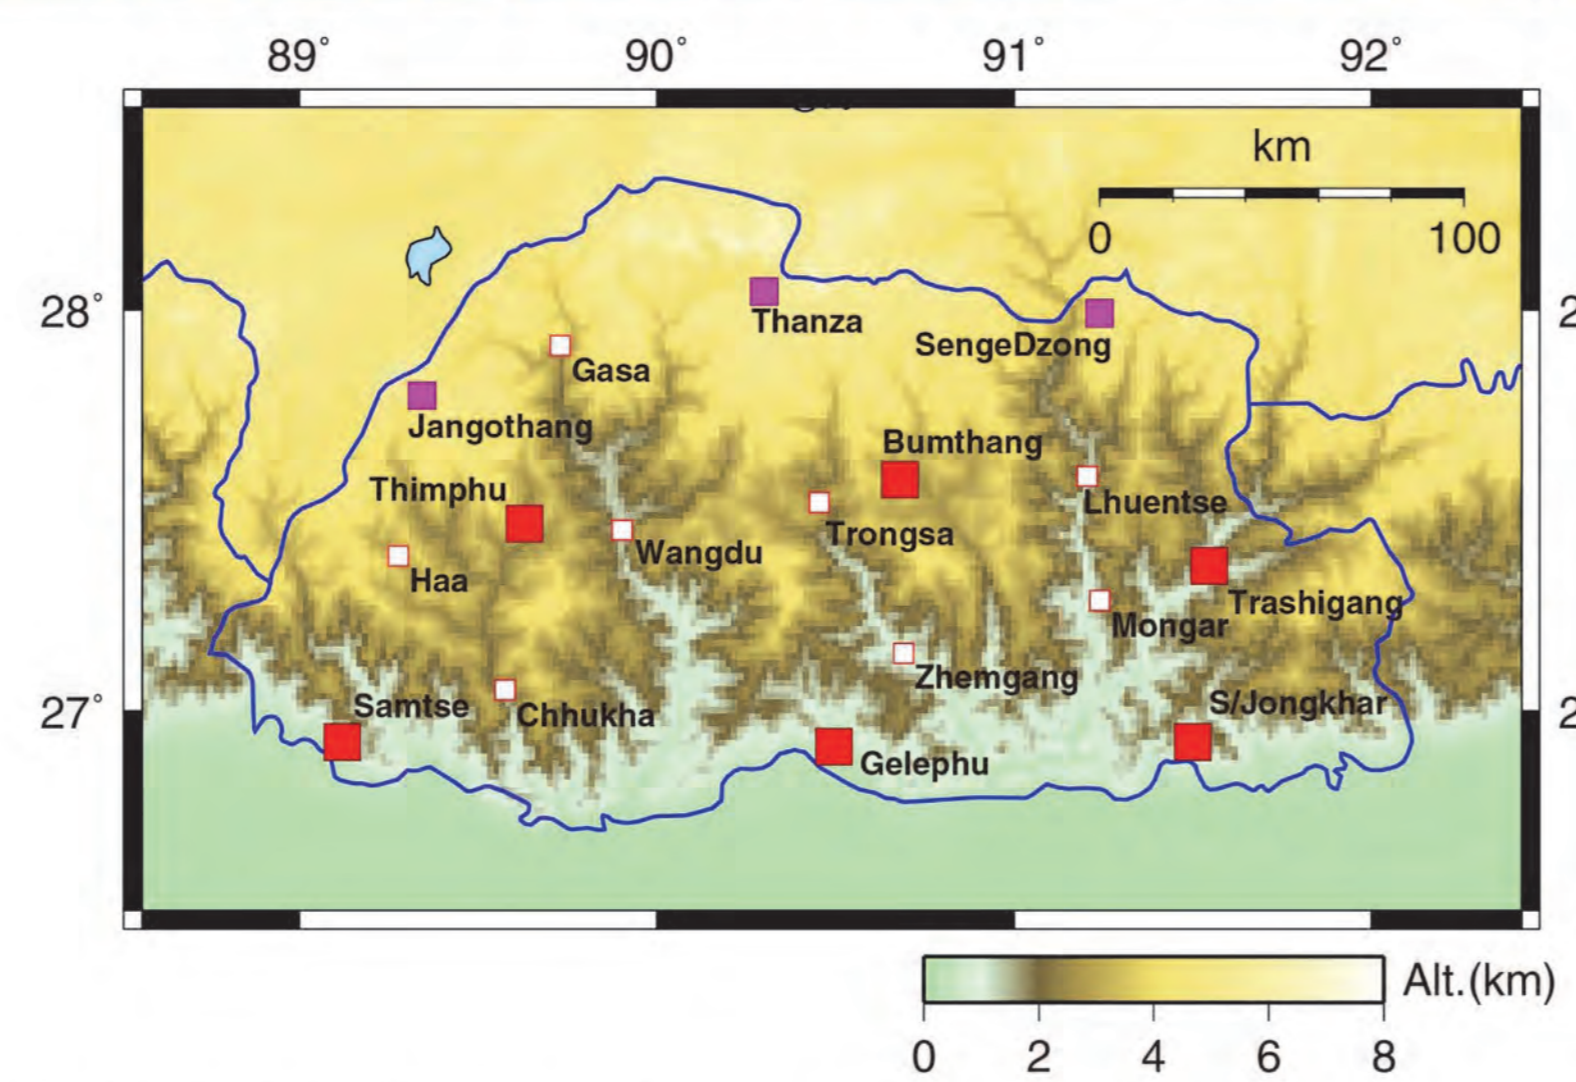 89° 90° 91° 92°
km
0 100
28°
Thanza
SengeDzong
Gasa
Jangothang
Bumthang
Thimphu
Lhuentse
Trongsa
Wangdu
Haa
Trashigang
Mongar
Zhemgang
S/Jongkhar
Samtse
Chhukha
27°
Gelephu
Alt.(km)
0 2 4 6 8